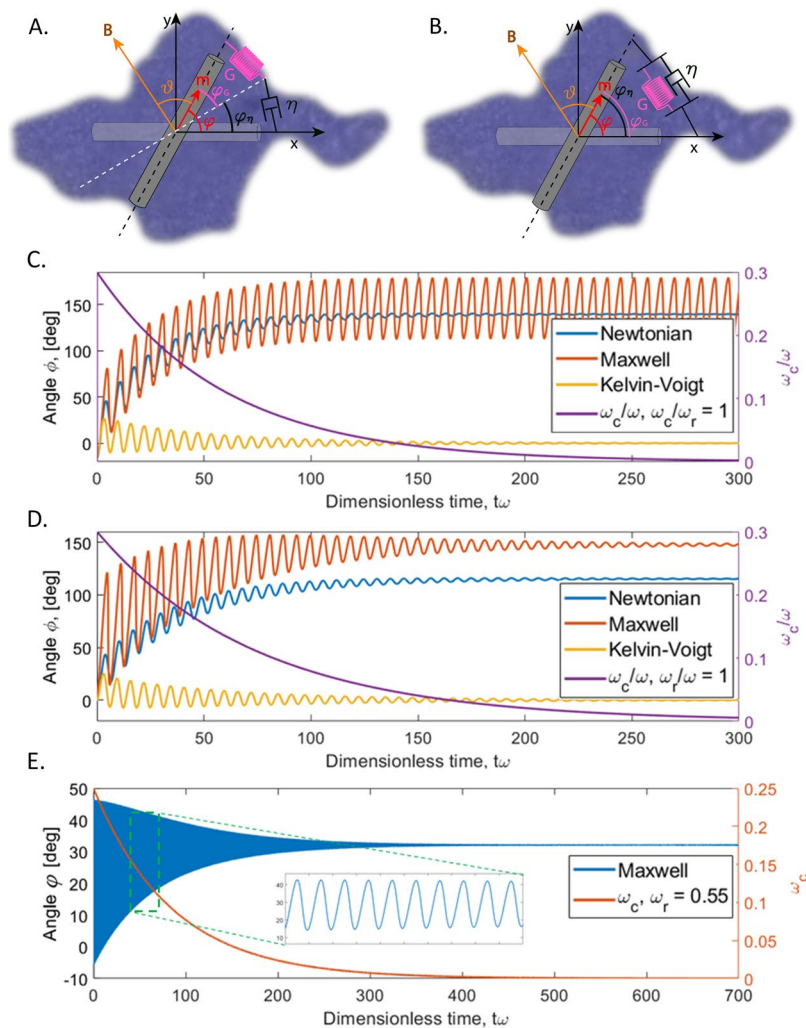 A.
B.
y
B
ϑ
G
m
φG
φ
φη
η
x
y
B
ϑ
G
m
φη
η
φ
φG
x
C.
Angle ϕ, [deg]
150
100
50
0
0 50 100 150 200 250 300
Dimensionless time, tω
0.3
0.2
0.1
0
ωc/ω
Newtonian
Maxwell
Kelvin-Voigt
ωc/ω, ωc/ωr = 1
D.
Angle ϕ, [deg]
150
100
50
0
0 50 100 150 200 250 300
Dimensionless time, tω
0.3
0.2
0.1
0
ωc/ω
Newtonian
Maxwell
Kelvin-Voigt
ωc/ω, ωr/ω = 1
E.
Angle φ [deg]
50
40
30
20
10
0
-10
0 100 200 300 400 500 600 700
Dimensionless time, tω
0.25
0.2
0.15
0.1
0.05
0
ωc
Maxwell
ωc, ωr = 0.55
40
30
20
10